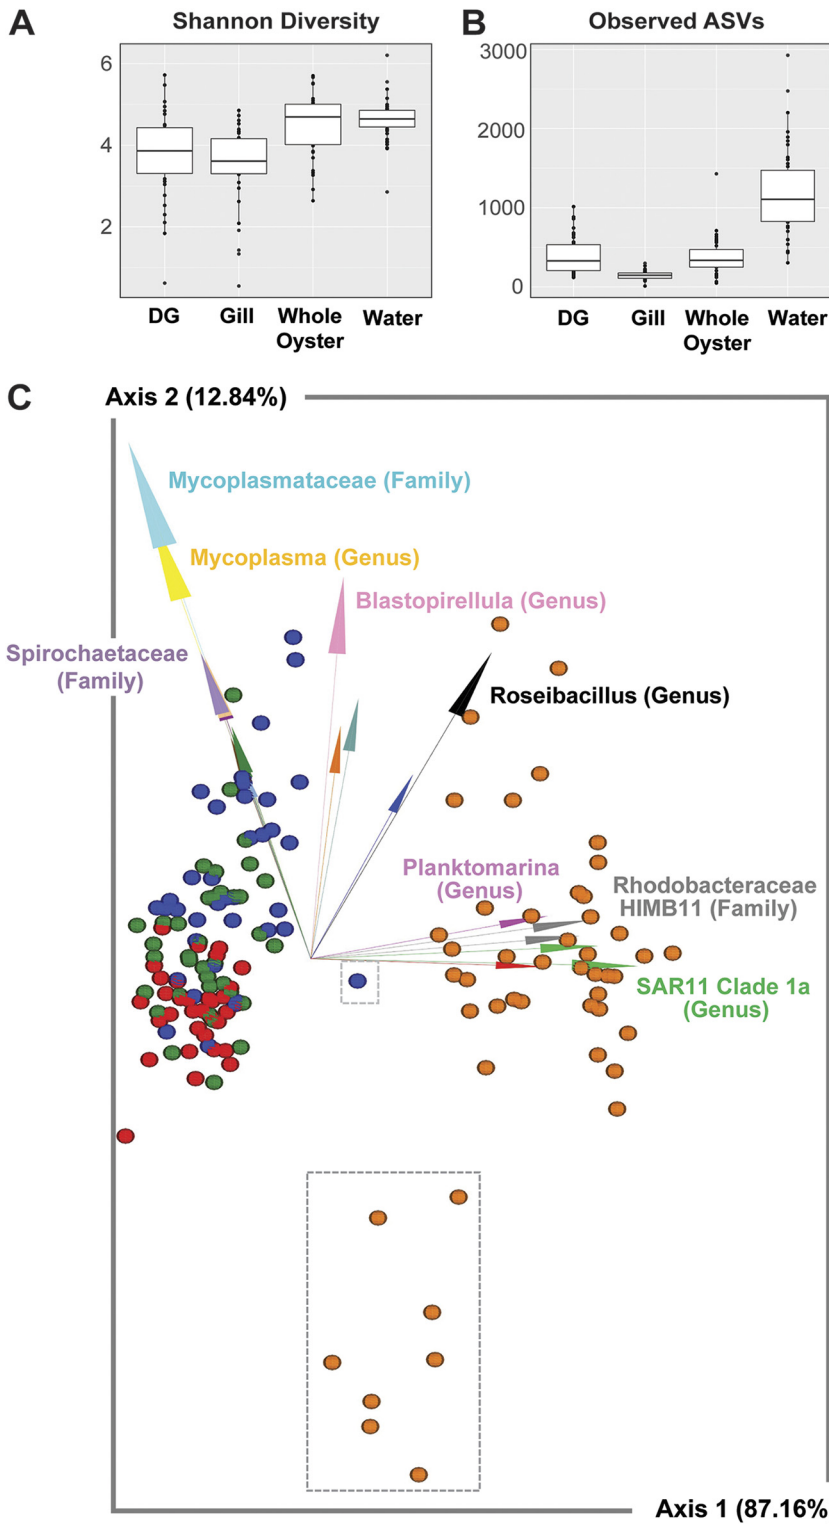 A
Shannon Diversity
B
Observed ASVs
6
4
2
3000
2000
1000
0
DG
Gill
Whole
Oyster
Water
DG
Gill
Whole
Oyster
Water
C
Axis 2 (12.84%)
Mycoplasmataceae (Family)
Mycoplasma (Genus)
Blastopirellula (Genus)
Spirochaetaceae
(Family)
Roseibacillus (Genus)
Planktomarina
(Genus)
Rhodobacteraceae
HIMB11 (Family)
SAR11 Clade 1a
(Genus)
Axis 1 (87.16%